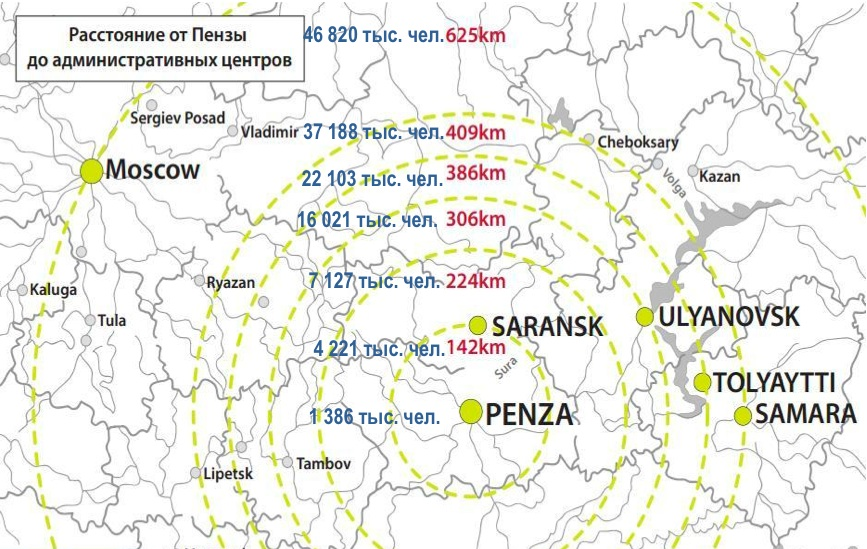 Расстояние от Пензы
до административных центров
46 820 тыс. чел. 625km
Sergiev Posad
Vladimir
37 188 тыс. чел. 409km
Cheboksary
Moscow
22 103 тыс. чел. 386km
Volga
Kazan
16 021 тыс. чел. 306km
Kaluga
Ryazan
7 127 тыс. чел. 224km
Tula
SARANSK
ULYANOVSK
4 221 тыс. чел. 142km
Sura
TOLYAYTTI
1 386 тыс. чел.
PENZA
SAMARA
Lipetsk
Tambov